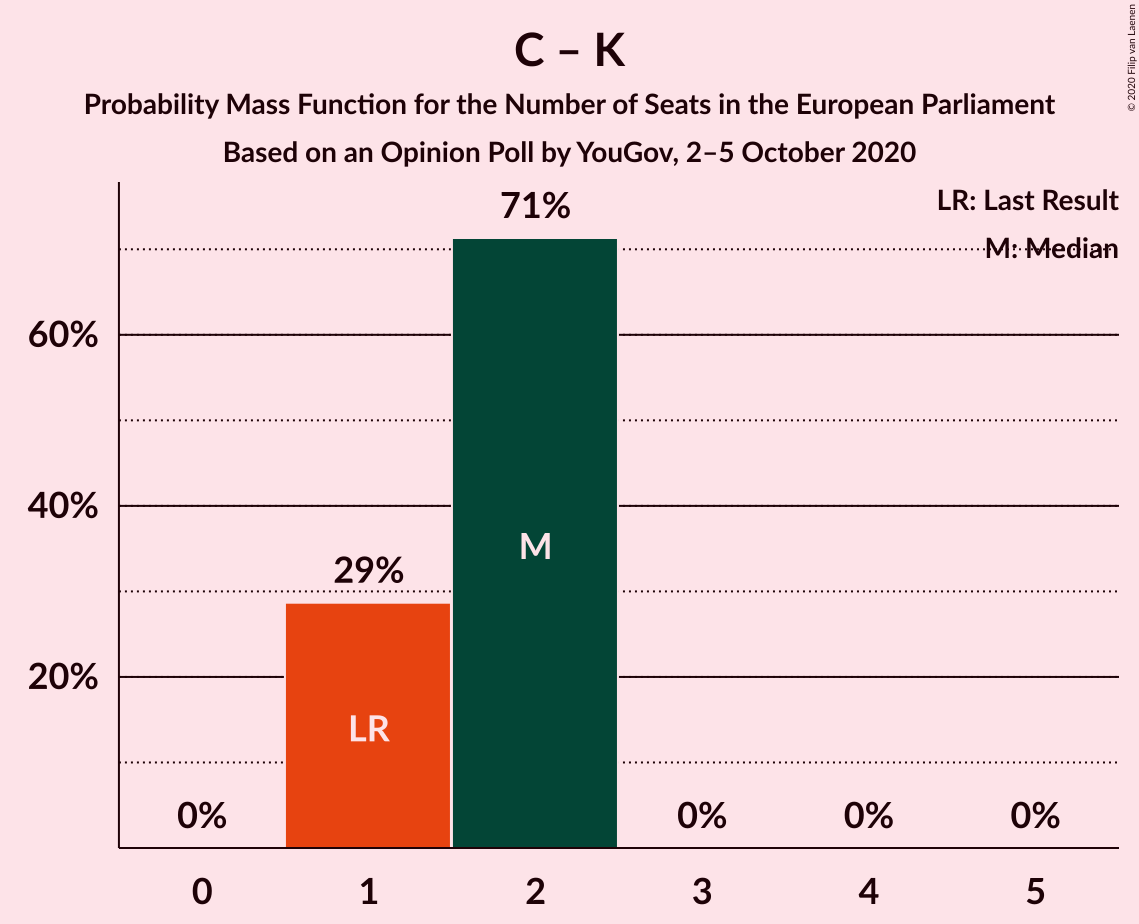 C – K
Probability Mass Function for the Number of Seats in the European Parliament
Based on an Opinion Poll by YouGov, 2–5 October 2020
© 2020 Filip van Laenen
LR: Last Result
M: Median
71%
60%
40%
29%
20%
M
LR
0%
0%
0%
0%
0
1
2
3
4
5